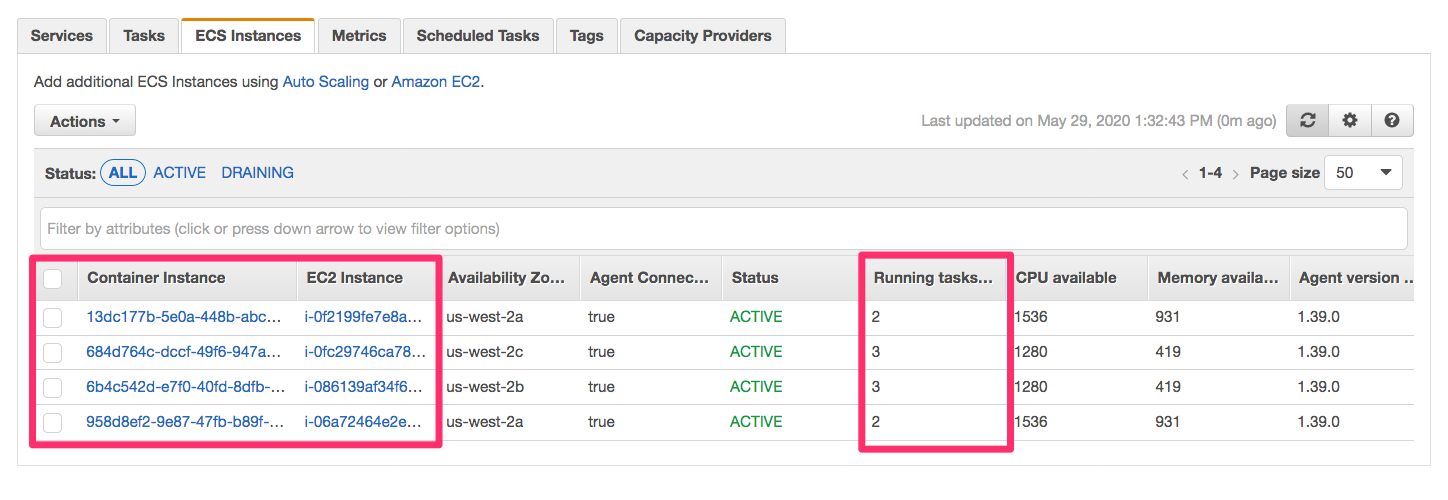 Services Tasks ECS Instances Metrics Scheduled Tasks Tags Capacity Providers
Add additional ECS Instances using Auto Scaling or Amazon EC2.
Actions Last updated on May 29, 2020 1:32:43 PM (0m ago)
Status: ALL ACTIVE DRAINING < 1-4 > Page size 50
Filter by attributes (click or press down arrow to view filter options)
Container Instance EC2 Instance Availability Zo... Agent Connec... Status Running tasks... CPU available Memory availa... Agent version ...
13dc177b-5e0a-448b-abc... i-0f2199fe7e8a... us-west-2a true ACTIVE 2 1536 931 1.39.0
684d764c-dccf-49f6-947a... i-0fc29746ca78... us-west-2c true ACTIVE 3 1280 419 1.39.0
6b4c542d-e7f0-40fd-8dfb-... i-086139af34f6... us-west-2b true ACTIVE 3 1280 419 1.39.0
958d8ef2-9e87-47fb-b89f-... i-06a72464e2e... us-west-2a true ACTIVE 2 1536 931 1.39.0